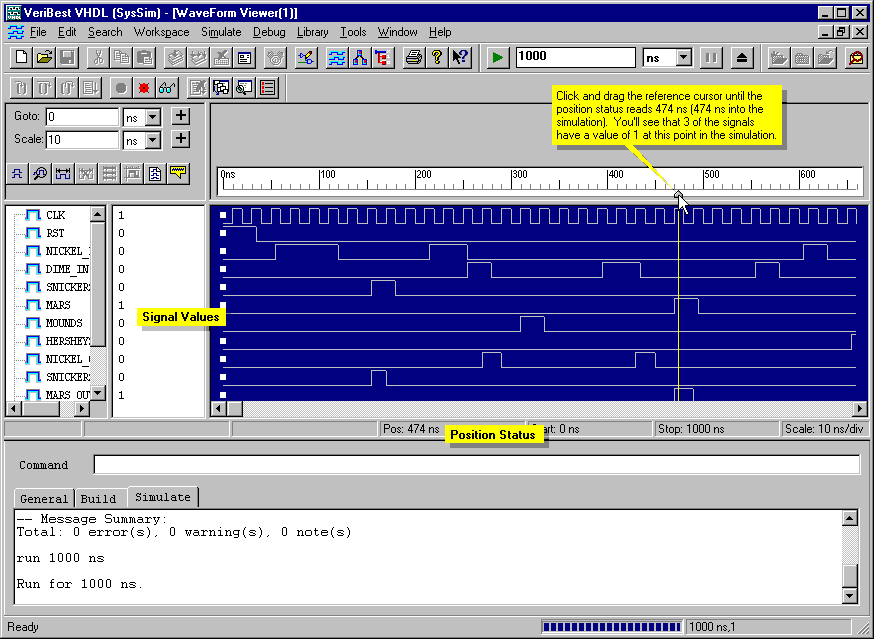 VeriBest VHDL (SysSim) - [WaveForm Viewer(1)]
File Edit Search Workspace Simulate Debug Library Tools Window Help
1000 ns
Click and drag the reference cursor until the
position status reads 474 ns (474 ns into the
simulation). You'll see that 3 of the signals
have a value of 1 at this point in the simulation.
Goto: 0 ns +
Scale: 10 ns +
0ns 100 200 300 400 500 600
CLK 1
RST 0
NICKEL_ 0
DIME_IN 0
SNICKERS 0
MARS 1
MOUNDS 0
HERSHEYS 0
NICKEL_ 0
SNICKERS 0
MARS OUT 1
Signal Values
Pos: 474 ns Start: 0 ns Stop: 1000 ns Scale: 10 ns/div
Position Status
Command
General Build Simulate
-- Message Summary:
Total: 0 error(s), 0 warning(s), 0 note(s)
run 1000 ns
Run for 1000 ns.
Ready 1000 ns,1